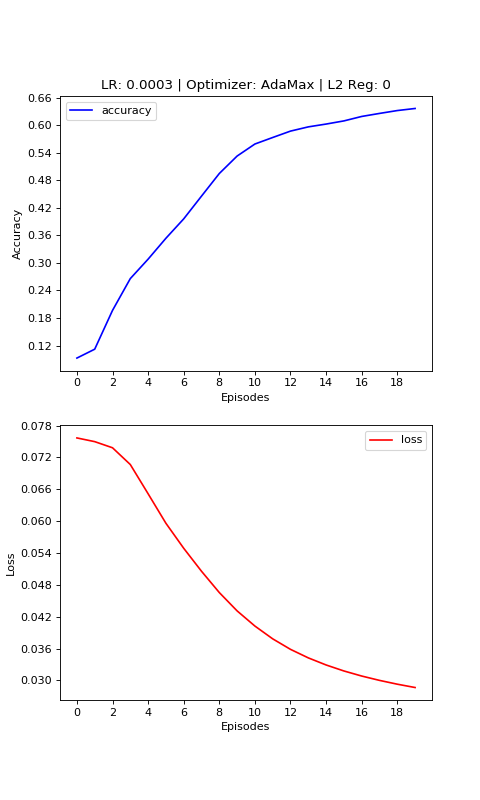 LR: 0.0003 | Optimizer: AdaMax | L2 Reg: 0
accuracy
0.66
0.60
0.54
0.48
0.42
0.36
0.30
0.24
0.18
0.12
Accuracy
0 2 4 6 8 10 12 14 16 18
Episodes
loss
0.078
0.072
0.066
0.060
0.054
0.048
0.042
0.036
0.030
Loss
0 2 4 6 8 10 12 14 16 18
Episodes